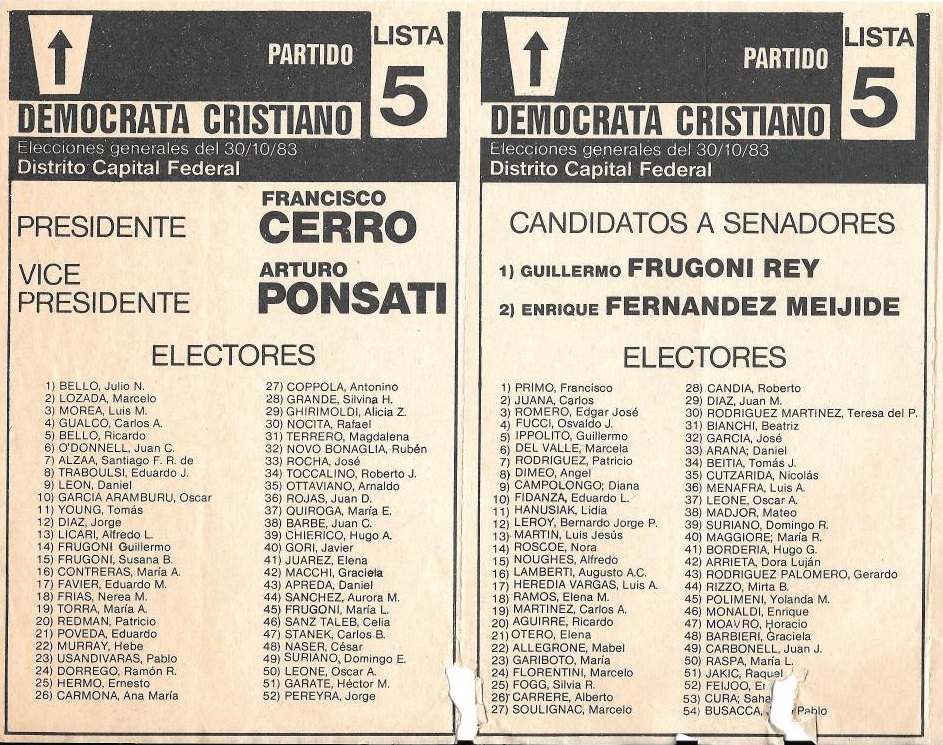 PARTIDO
LISTA
5
DEMOCRATA CRISTIANO
Elecciones generales del 30/10/83
Distrito Capital Federal
PRESIDENTE
FRANCISCO
CERRO
VICE
PRESIDENTE
ARTURO
PONSATI
ELECTORES
1) BELLO, Julio N.
2) LOZADA, Marcelo
3) MOREA, Luis M.
4) GUALCO, Carlos A.
5) BELLO, Ricardo
6) O'DONNELL, Juan C.
7) ALZAA, Santiago F. R. de
8) TRABOULSI, Eduardo J.
9) LEON, Daniel
10) GARCIA ARAMBURU, Oscar
11) YOUNG, Tomás
12) DIAZ, Jorge
13) LICARI, Alfredo L.
14) FRUGONI Guillermo
15) FRUGONI, Susana B.
16) CONTRERAS, María A.
17) FAVIER, Eduardo M.
18) FRIAS, Nerea M.
19) TORRA, María A.
20) REDMAN, Patricio
21) POVEDA, Eduardo
22) MURRAY, Hebe
23) USANDIVARAS, Pablo
24) DORREGO, Ramón R.
25) HERMO, Ernesto
26) CARMONA, Ana María
27) COPPOLA, Antonino
28) GRANDE, Silvina H.
29) GHIRIMOLDI, Alicia Z.
30) NOCITA, Rafael
31) TERRERO, Magdalena
32) NOVO BONAGLIA, Rubén
33) ROCHA, José
34) TOCCALINO, Roberto J.
35) OTTAVIANO, Arnaldo
36) ROJAS, Juan D.
37) QUIROGA, María E.
38) BARBE, Juan C.
39) CHIERICO, Hugo A.
40) GORI, Javier
41) JUAREZ, Elena
42) MACCHI, Graciela
43) APREDA, Daniel
44) SANCHEZ, Aurora M.
45) FRUGONI, María L.
46) SANZ TALEB, Celia
47) STANEK, Carlos B.
48) NASER, César
49) SURIANO, Domingo E.
50) LEONE, Oscar A.
51) GARATE, Héctor M.
52) PEREYRA, Jorge
PARTIDO
LISTA
5
DEMOCRATA CRISTIANO
Elecciones generales del 30/10/83
Distrito Capital Federal
CANDIDATOS A SENADORES
1) GUILLERMO FRUGONI REY
2) ENRIQUE FERNANDEZ MEIJIDE
ELECTORES
1) PRIMO, Francisco
2) JUANA, Carlos
3) ROMERO, Edgar José
4) FUCCI, Osvaldo J.
5) IPPOLITO, Guillermo
6) DEL VALLE, Marcela
7) RODRIGUEZ, Patricio
8) DIMEO, Angel
9) CAMPOLONGO; Diana
10) FIDANZA, Eduardo L.
11) HANUSIAK, Lidia
12) LEROY, Bernardo Jorge P.
13) MARTIN, Luis Jesús
14) ROSCOE, Nora
15) NOUGHES, Alfredo
16) LAMBERTI, Augusto A.C.
17) HEREDIA VARGAS, Luis A.
18) RAMOS, Elena M.
19) MARTINEZ, Carlos A.
20) AGUIRRE, Ricardo
21) OTERO, Elena
22) ALLEGRONE, Mabel
23) GARIBOTO, María
24) FLORENTINI, Marcelo
25) FOGG, Silvia R.
26) CARRERE, Alberto
27) SOULIGNAC, Marcelo
28) CANDIA, Roberto
29) DIAZ, Juan M.
30) RODRIGUEZ MARTINEZ, Teresa del P.
31) BIANCHI, Beatriz
32) GARCIA, José
33) ARANA; Daniel
34) BEITIA, Tomás J.
35) CUTZARIDA, Nicolás
36) MENAFRA, Luis A.
37) LEONE, Oscar A.
38) MADJOR, Mateo
39) SURIANO, Domingo R.
40) MAGGIORE; María R.
41) BORDERIA, Hugo G.
42) ARRIETA, Dora Luján
43) RODRIGUEZ PALOMERO, Gerardo
44) RIZZO, Mirta B.
45) POLIMENI, Yolanda M.
46) MONALDI, Enrique
47) MOAVRO, Horacio
48) BARBIERI, Graciela
49) CARBONELL, Juan J.
50) RASPA, María L.
51) JAKIC, Raquel
52) FEIJOO,
53) CURA;
54) BUSACCA, Pablo